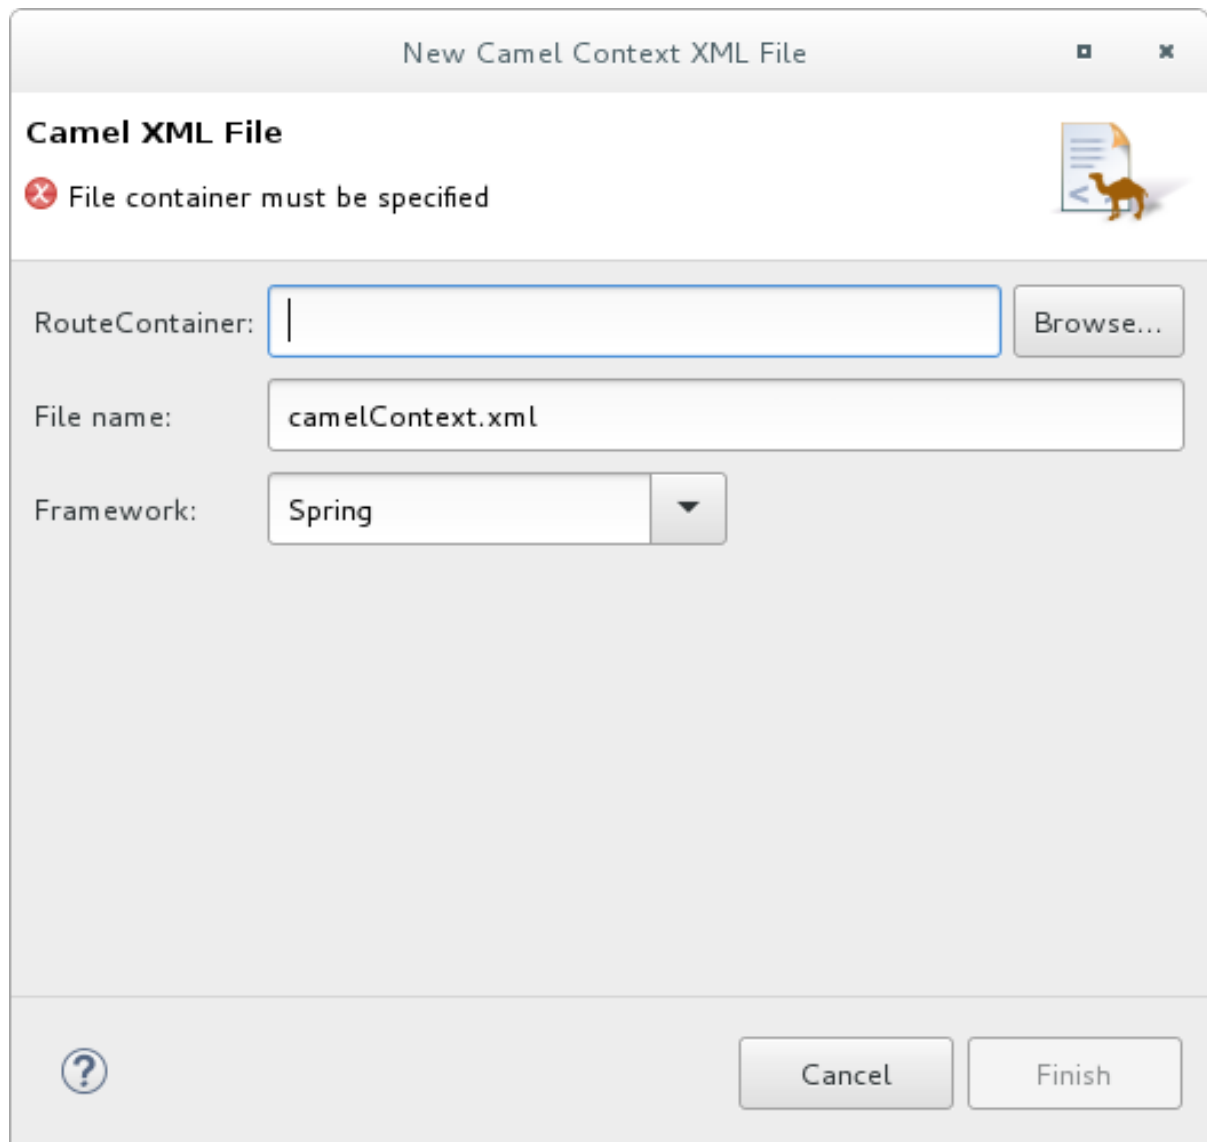 New Camel Context XML File
Camel XML File
File container must be specified
RouteContainer:
Browse...
File name:
camelContext.xml
Framework:
Spring
Cancel
Finish